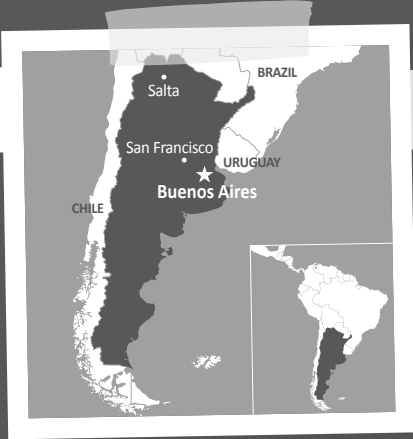 BRAZIL
Salta
San Francisco
URUGUAY
Buenos Aires
CHILE